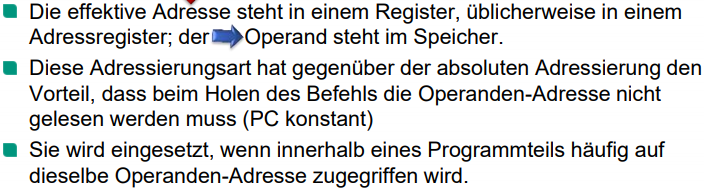 Die effektive Adresse steht in einem Register, üblicherweise in einem
Adressregister; der Operand steht im Speicher.
Diese Adressierungsart hat gegenüber der absoluten Adressierung den
Vorteil, dass beim Holen des Befehls die Operanden-Adresse nicht
gelesen werden muss (PC konstant)
Sie wird eingesetzt, wenn innerhalb eines Programmteils häufig auf
dieselbe Operanden-Adresse zugegriffen wird.